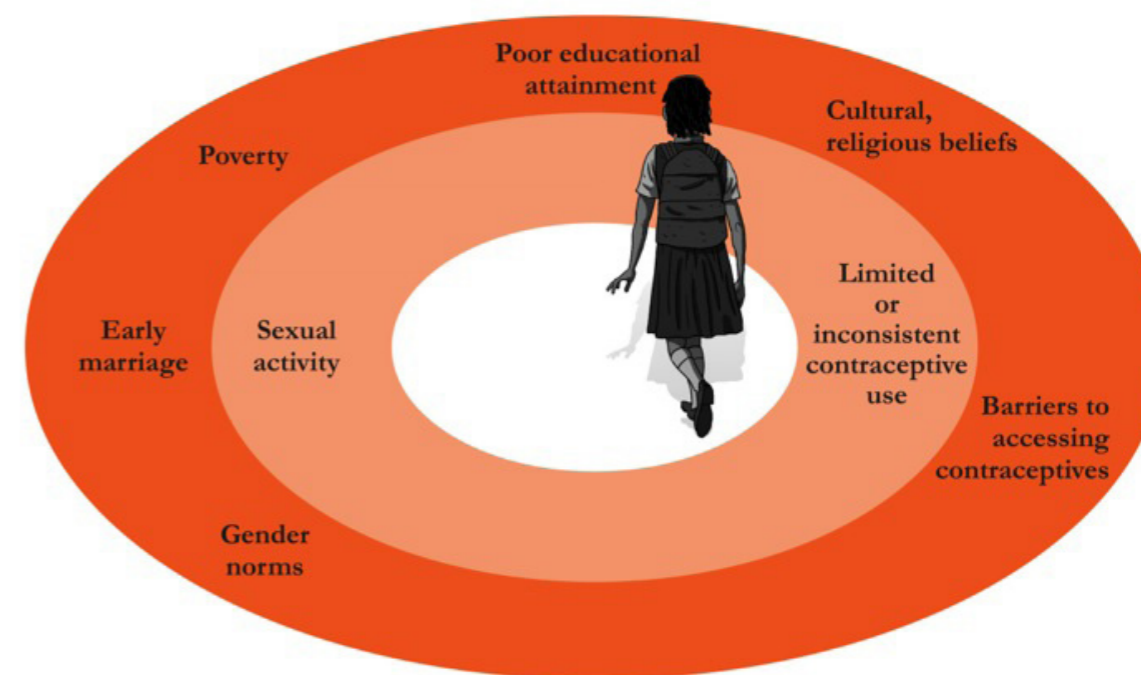 Poor educational
attainment
Cultural,
religious beliefs
Poverty
Limited
or
inconsistent
contraceptive
use
Early
marriage
Sexual
activity
Barriers to
accessing
contraceptives
Gender
norms